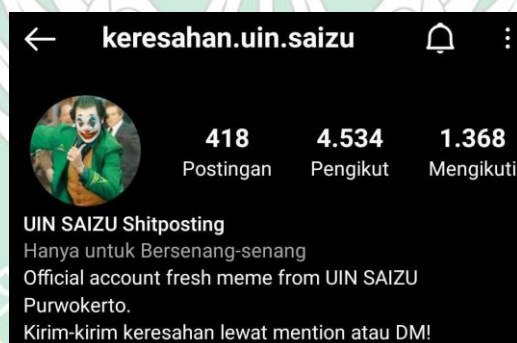 keresahan.uin.saizu
418 4.534 1.368
Postingan Pengikut Mengikuti
UIN SAIZU Shitposting
Hanya untuk Bersenang-senang
Official account fresh meme from UIN SAIZU
Purwokerto.
Kirim-kirim keresahan lewat mention atau DM!